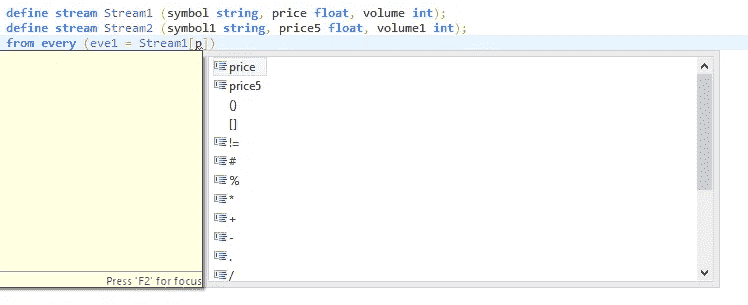 define stream Stream1 (symbol string, price float, volume int);
define stream Stream2 (symbol1 string, price5 float, volume1 int);
from every (eve1 = Stream1[p])
price
price5
()
[]
!=
#
%
*
+
-
.
/
Press 'F2' for focus